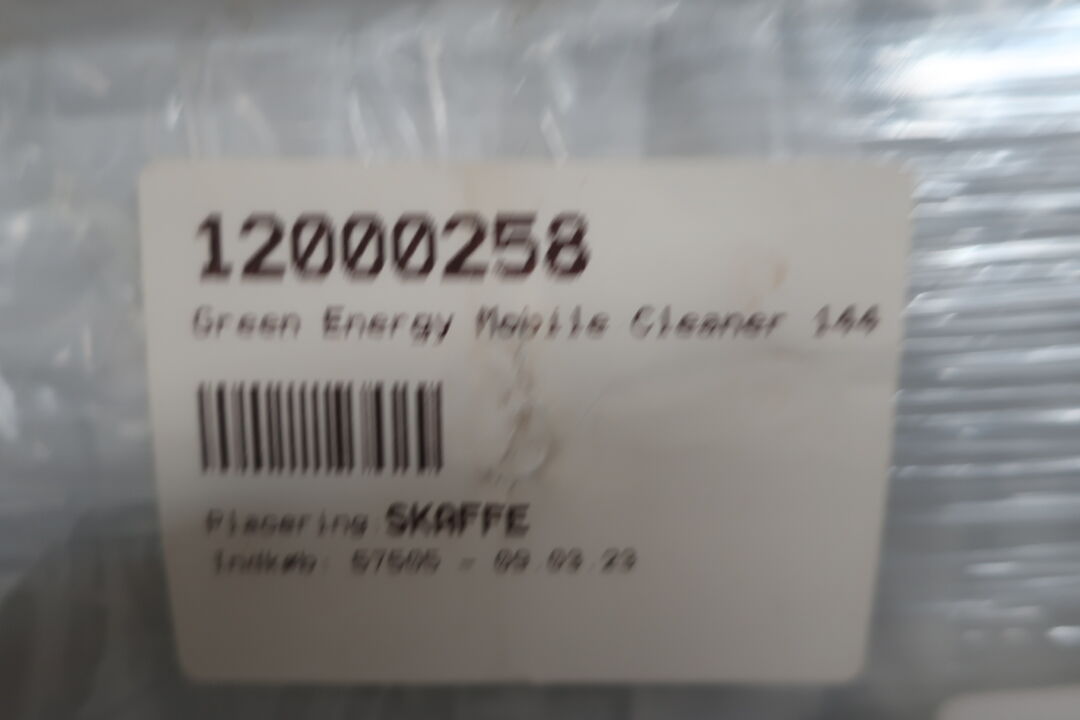 12000258
Green Energy Mobile Cleaner 144
Placering SKAFFE
Indkøb: 57505 - 09.03.23